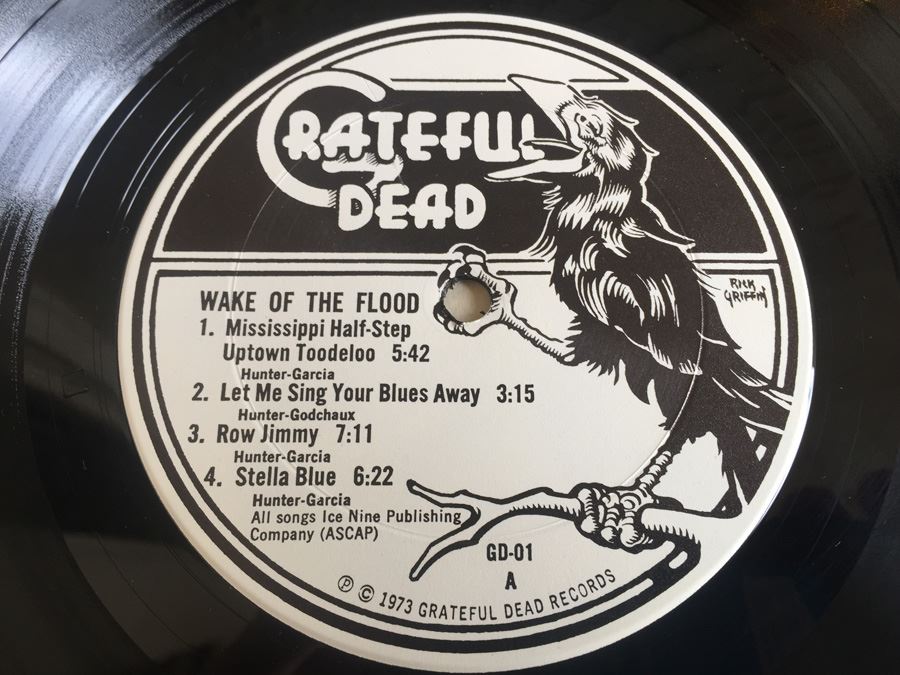 GRATEFUL
DEAD
RICK
GRIFFIN
WAKE OF THE FLOOD
1. Mississippi Half-Step
Uptown Toodeloo 5:42
Hunter-Garcia
2. Let Me Sing Your Blues Away 3:15
Hunter-Godchaux
3. Row Jimmy 7:11
Hunter-Garcia
4. Stella Blue 6:22
Hunter-Garcia
All songs Ice Nine Publishing
Company (ASCAP)
GD-01
A
℗ © 1973 GRATEFUL DEAD RECORDS